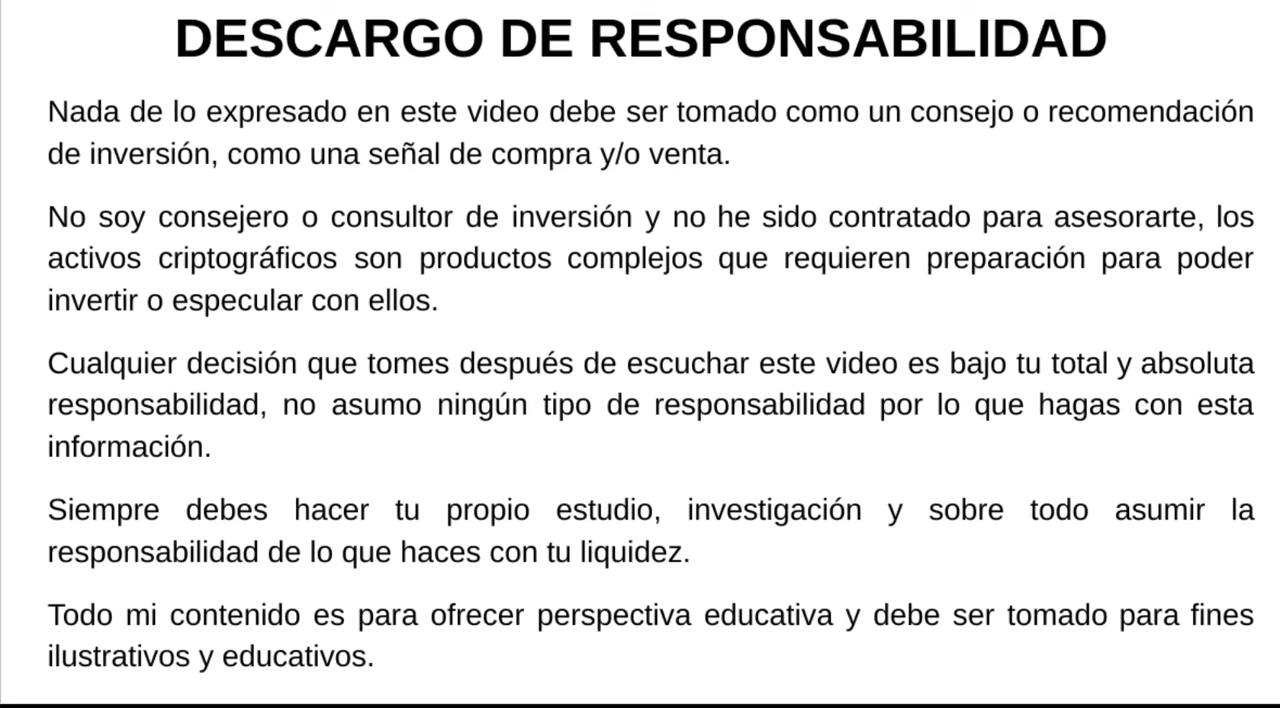 DESCARGO DE RESPONSABILIDAD
Nada de lo expresado en este video debe ser tomado como un consejo o recomendación
de inversión, como una señal de compra y/o venta.
No soy consejero o consultor de inversión y no he sido contratado para asesorarte, los
activos criptográficos son productos complejos que requieren preparación para poder
invertir o especular con ellos.
Cualquier decisión que tomes después de escuchar este video es bajo tu total y absoluta
responsabilidad, no asumo ningún tipo de responsabilidad por lo que hagas con esta
información.
Siempre debes hacer tu propio estudio, investigación y sobre todo asumir la
responsabilidad de lo que haces con tu liquidez.
Todo mi contenido es para ofrecer perspectiva educativa y debe ser tomado para fines
ilustrativos y educativos.